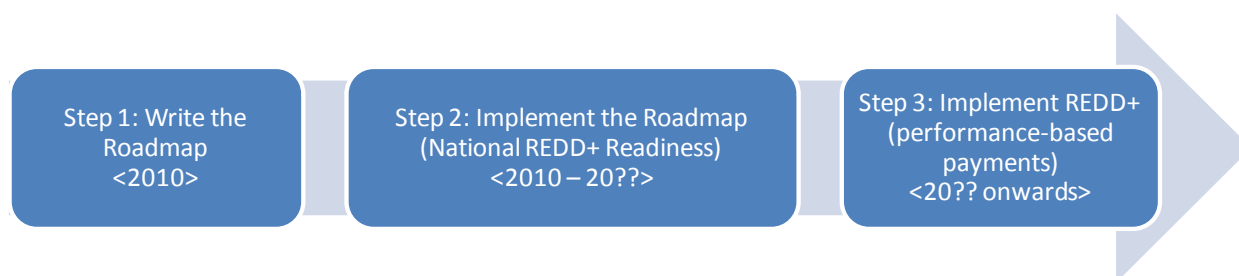 Step 1: Write the
Roadmap
<2010>
Step 2: Implement the Roadmap
(National REDD+ Readiness)
<2010 – 20??>
Step 3: Implement REDD+
(performance-based
payments)
<20?? onwards>